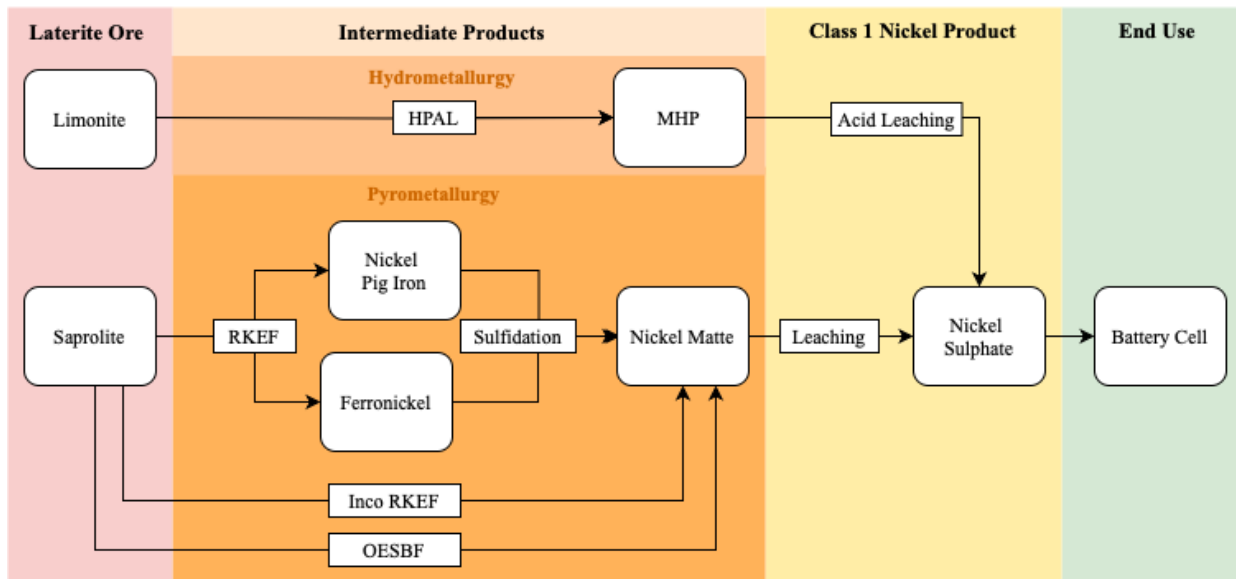 Laterite Ore
Intermediate Products
Class 1 Nickel Product
End Use
Hydrometallurgy
Limonite
HPAL
MHP
Acid Leaching
Pyrometallurgy
Nickel
Pig Iron
Saprolite
RKEF
Sulfidation
Nickel Matte
Leaching
Nickel
Sulphate
Battery Cell
Ferronickel
Inco RKEF
OESBF